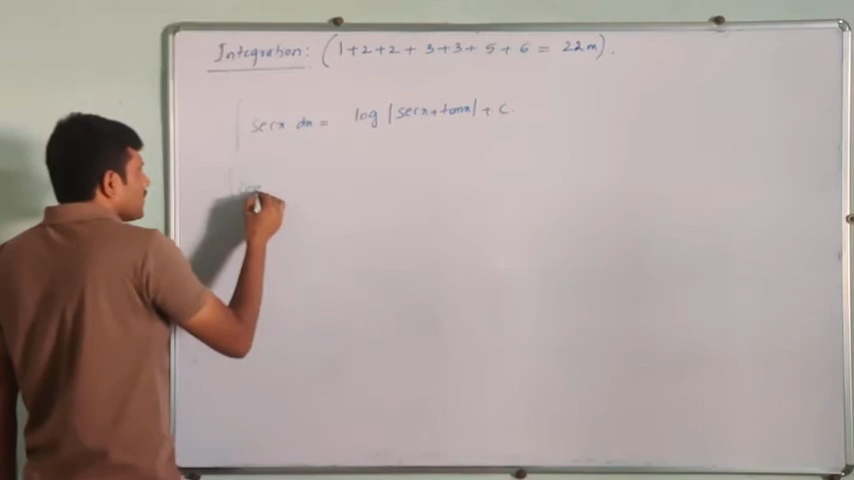 Integration: (1+2+2+3+3+5+6 = 22m).
∫ secx dx = log |secx+tanx| + c.